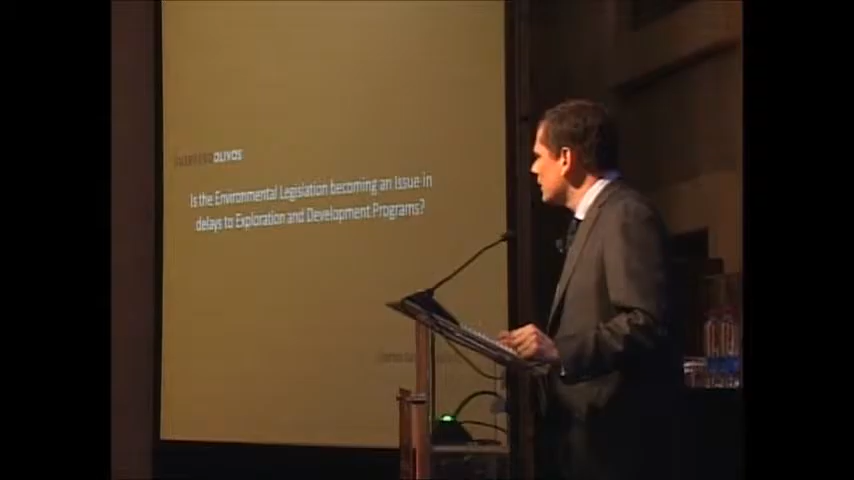 OLIVOS
Is the Environmental Legislation becoming an Issue in
delays to Exploration and Development Programs?